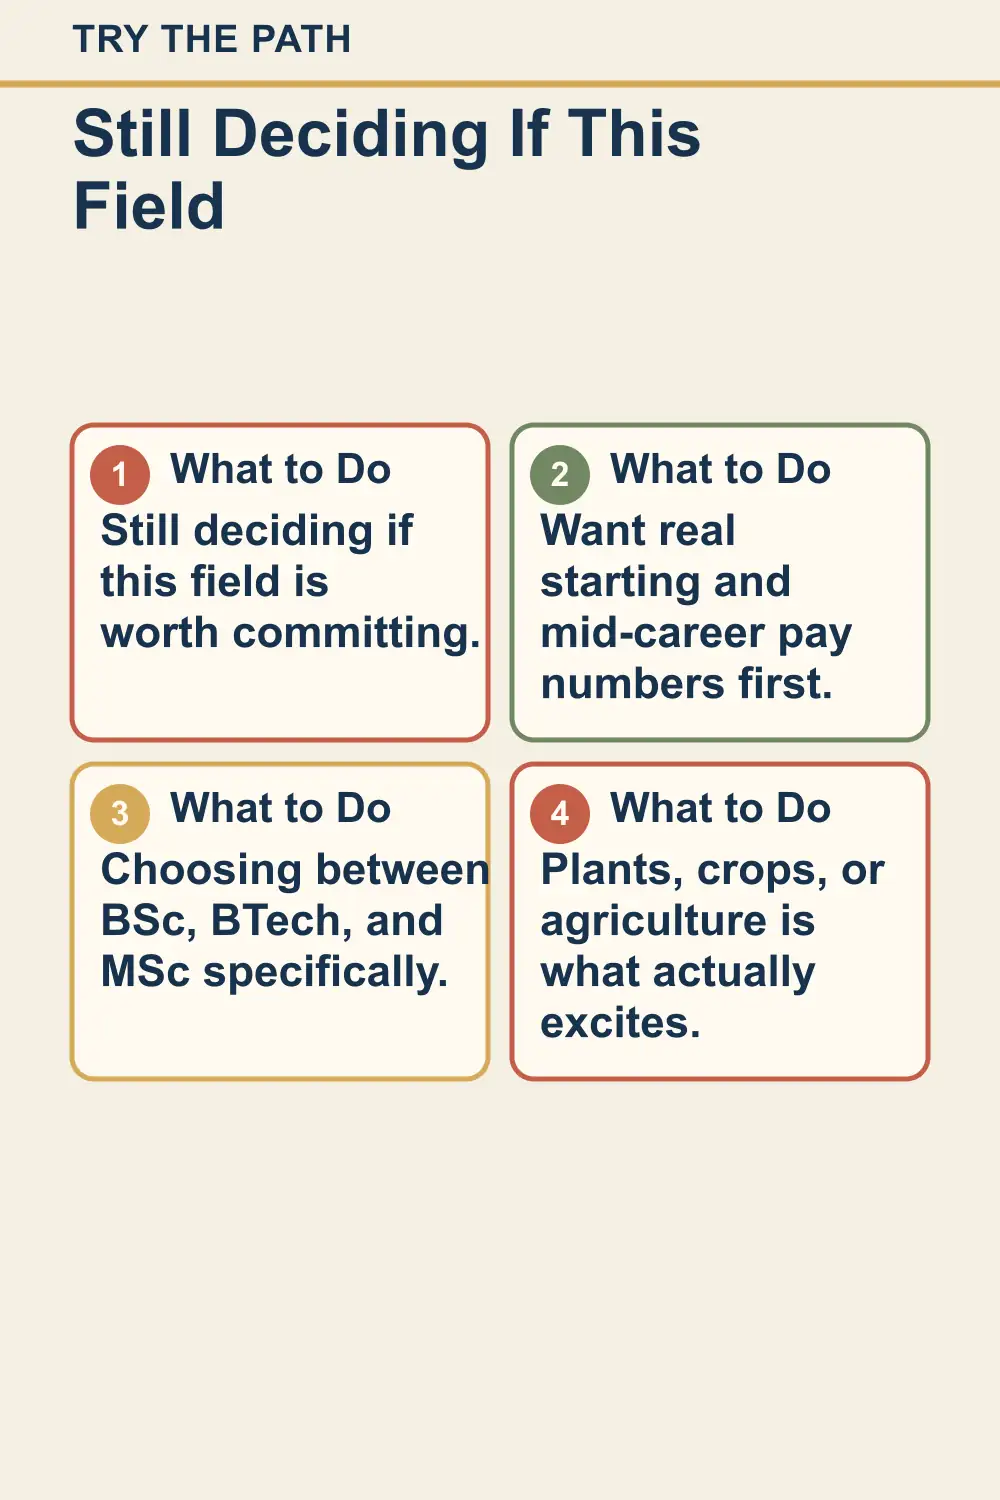 TRY THE PATH
Still Deciding If This
Field
1 What to Do
Still deciding if
this field is
worth committing.
2 What to Do
Want real
starting and
mid-career pay
numbers first.
3 What to Do
Choosing between
BSc, BTech, and
MSc specifically.
4 What to Do
Plants, crops, or
agriculture is
what actually
excites.